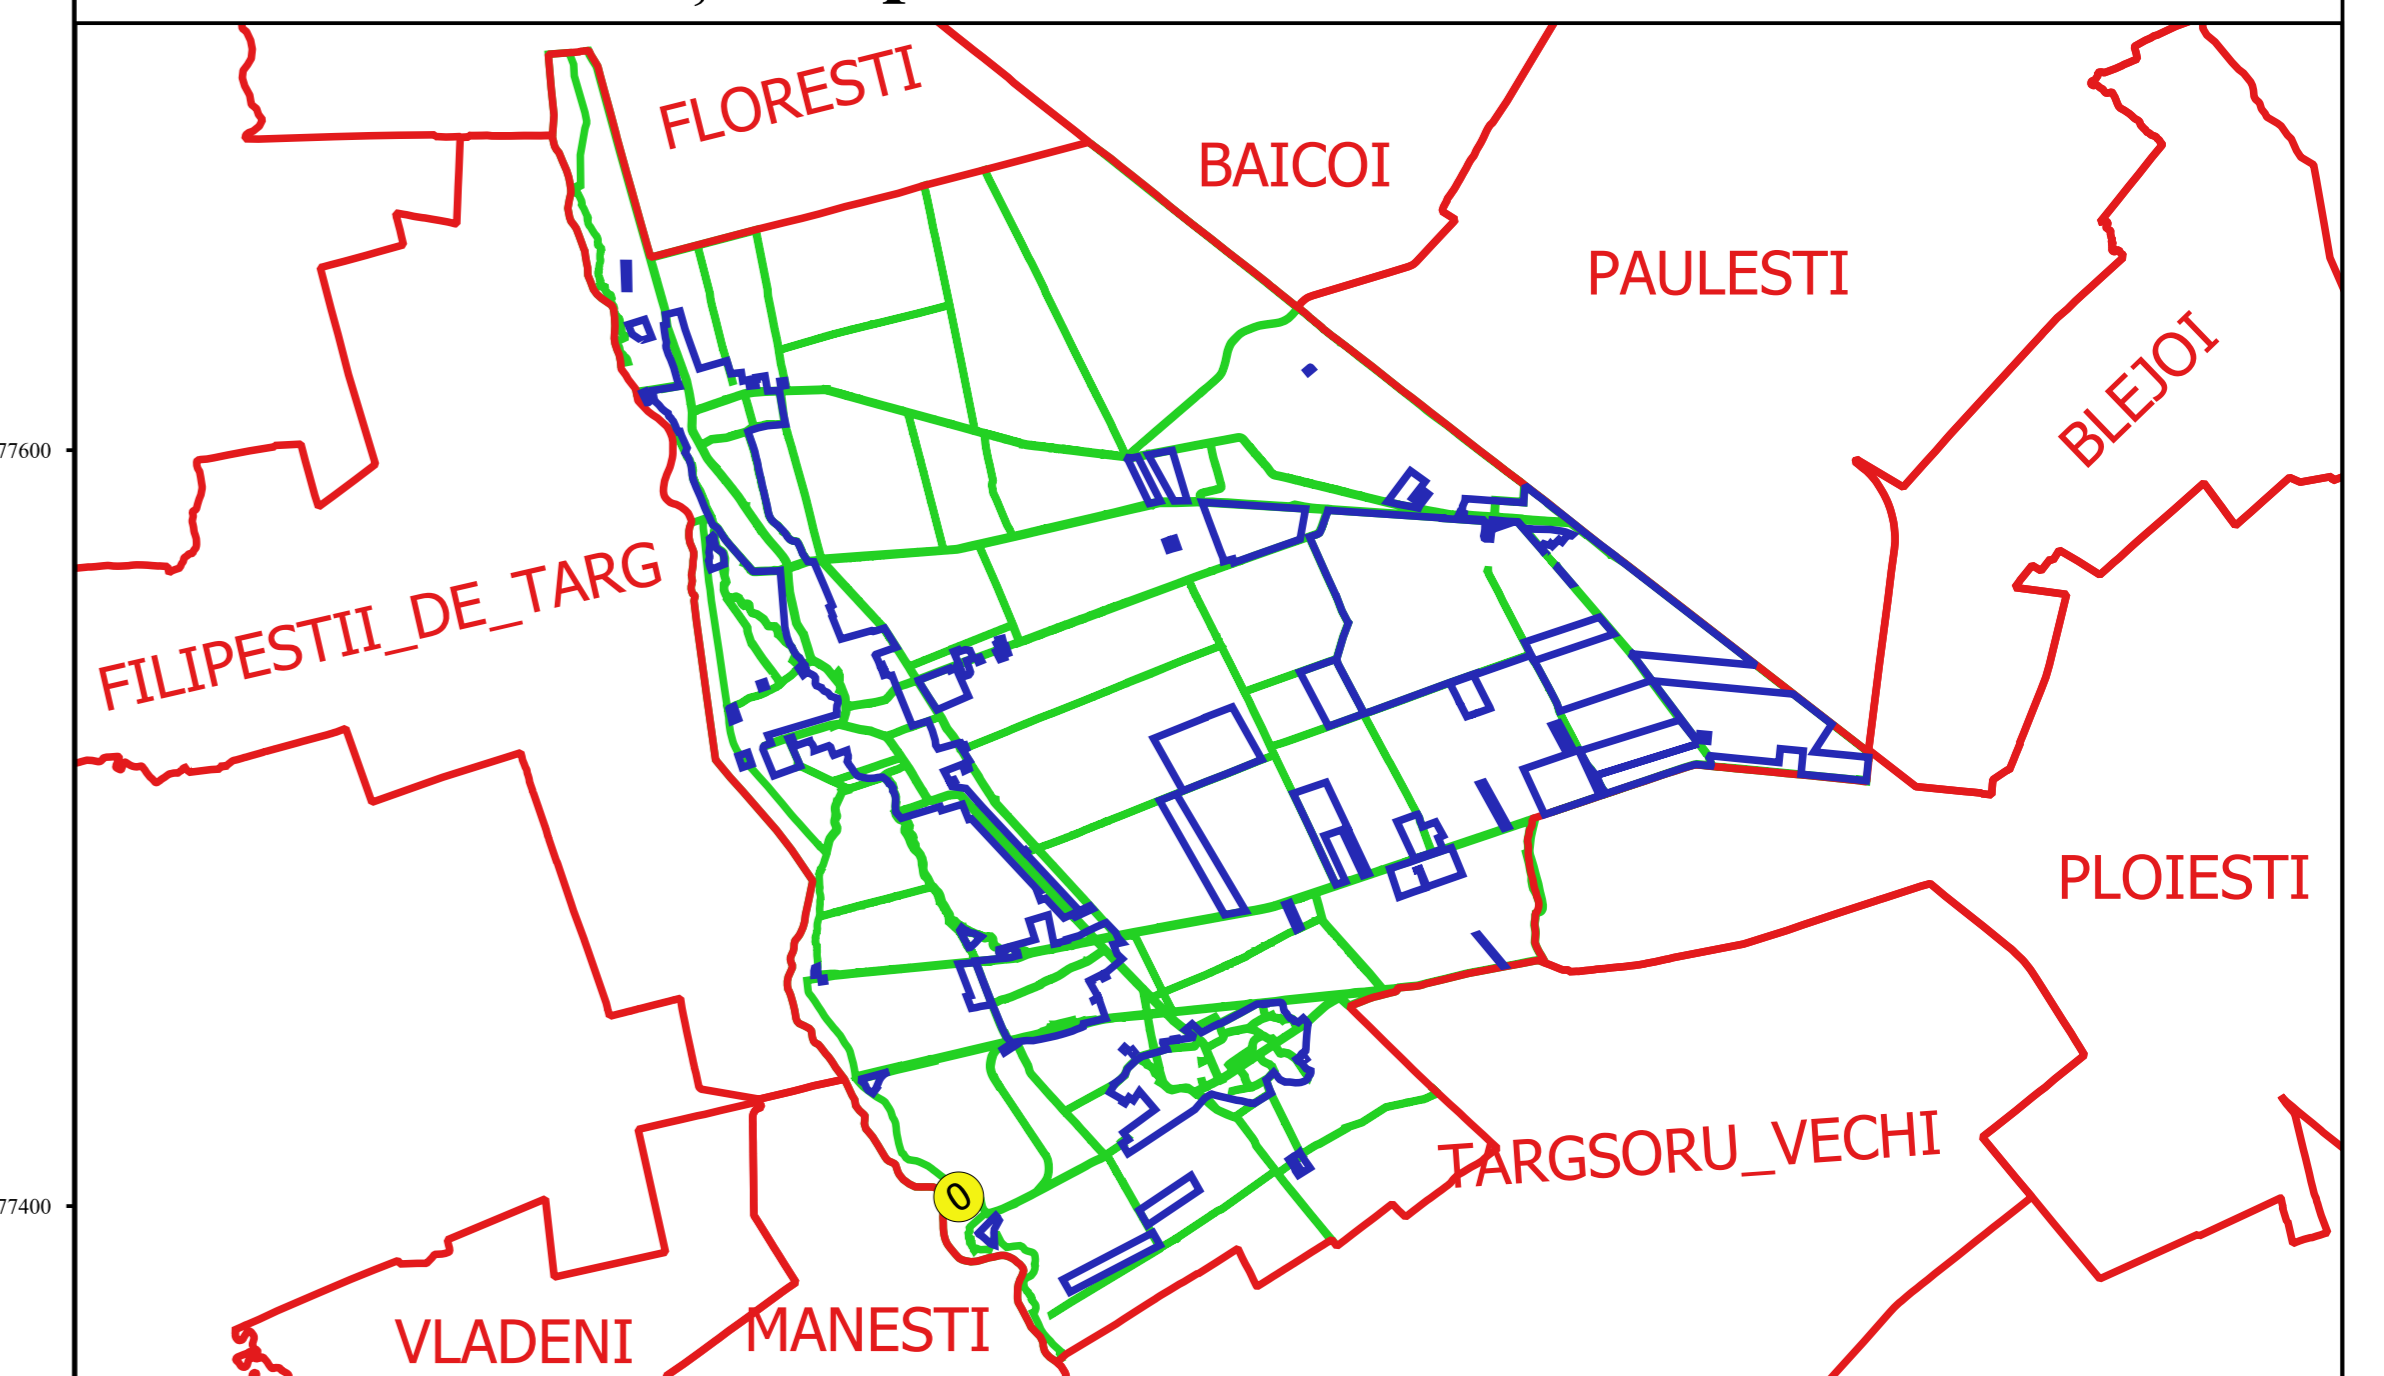 FLORESTI
BAICOI
PAULESTI
BLEJOI
77600
FILIPESTII_DE_TARG
PLOIESTI
TARGSORU_VECHI
0
77400
VLADENI
MANESTI